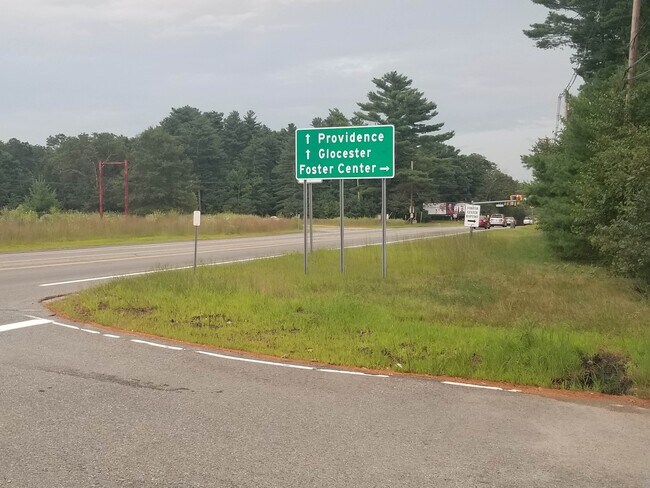 ↑ Providence
↑ Glocester
Foster Center →